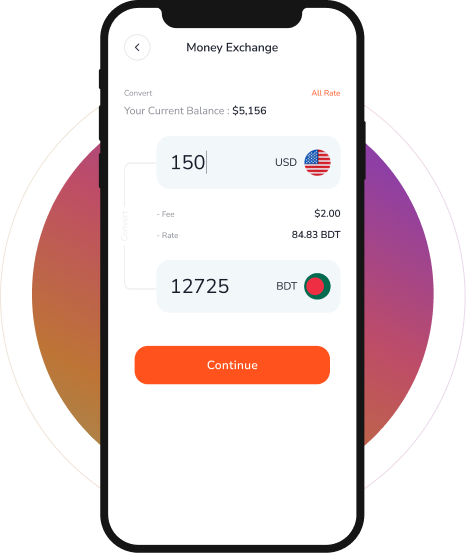 Money Exchange
Convert All Rate
Your Current Balance : $5,156
150 USD
- Fee $2.00
Convert
- Rate 84.83 BDT
12725 BDT
Continue